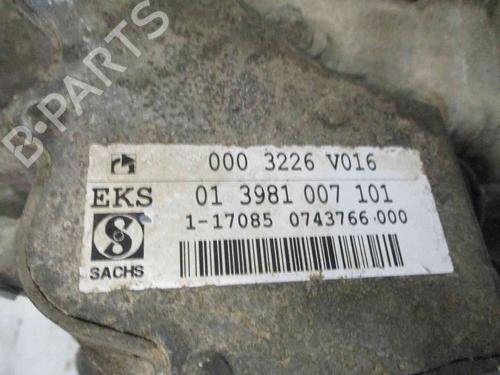 B-PARTS
000 3226 V016
EKS 01 3981 007 101
S
1-17085 0743766.000
SACHS